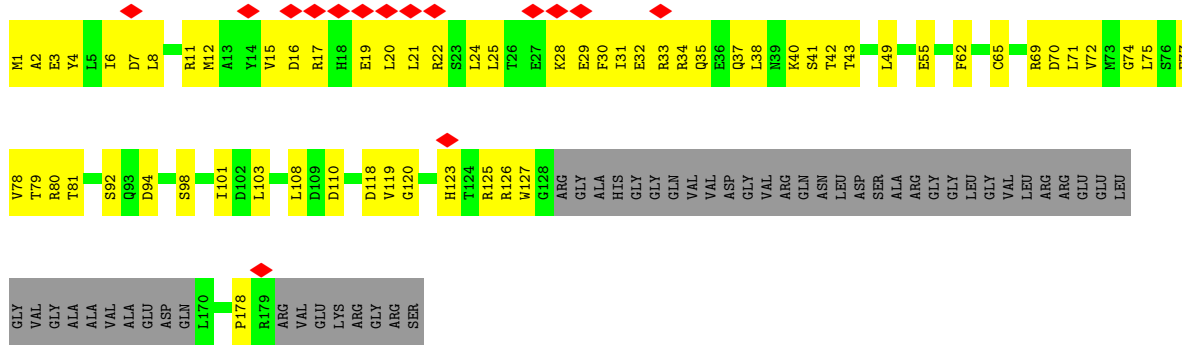 M1 A2 E3 Y4 L5 I6 D7 L8 R11 M12 A13 Y14 V15 D16 R17 H18 E19 L20 L21 R22 S23 L24 L25 T26 E27 K28 E29 F30 I31 E32 R33 R34 Q35 E36 Q37 L38 N39 K40 S41 T42 T43 L49 E55 F62 C65 R69 D70 L71 V72 M73 G74 L75 S76
V78 T79 R80 T81 S92 Q93 D94 S98 I101 D102 L103 L108 D109 D110 D118 V119 G120 H123 T124 R125 R126 W127 G128 ARG GLY ALA HIS GLY GLY GLN VAL VAL ASP GLY VAL ARG GLN ASN LEU ASP SER ALA ARG GLY GLY LEU GLY VAL LEU ARG ARG GLU GLU LEU
GLY VAL GLY ALA ALA VAL ALA GLU ASP GLN L170 P178 R179 ARG VAL GLU LYS ARG GLY ARG SER